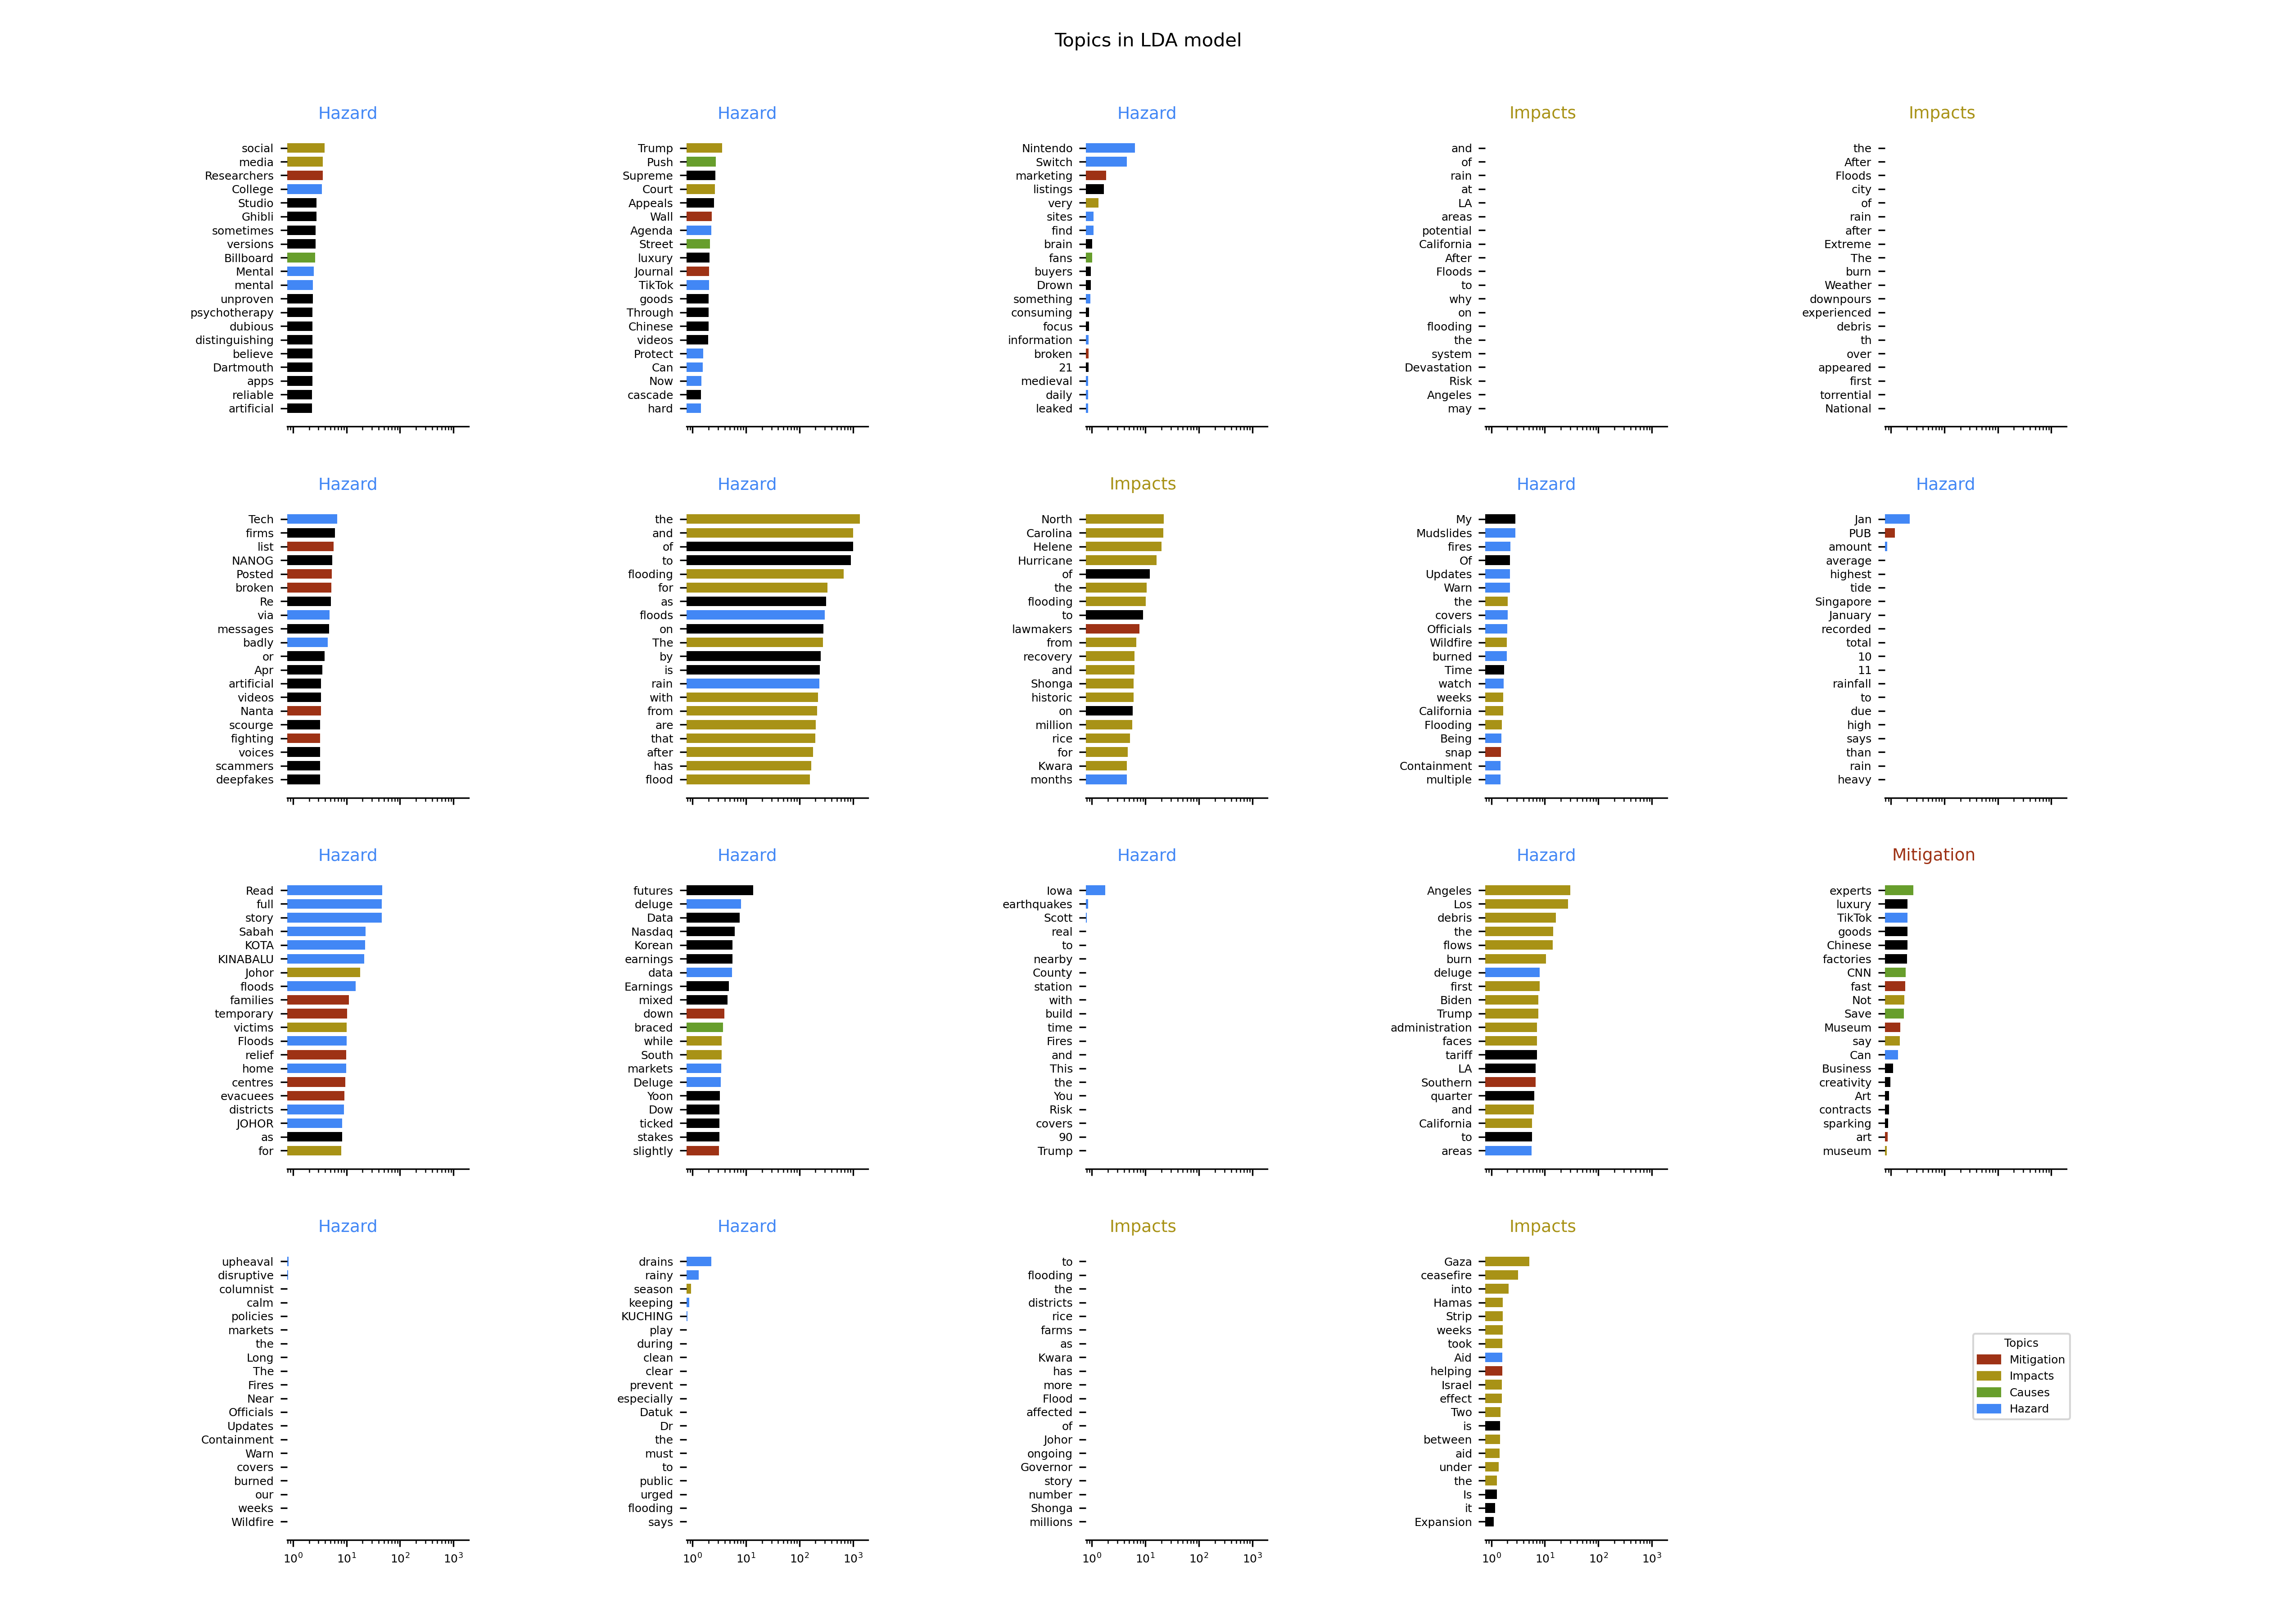 Topics in LDA model
Hazard
social
media
Researchers
College
Studio
Ghibli
sometimes
versions
Billboard
Mental
mental
unproven
psychotherapy
dubious
distinguishing
believe
Dartmouth
apps
reliable
artificial
Hazard
Trump
Push
Supreme
Court
Appeals
Wall
Agenda
Street
luxury
Journal
TikTok
goods
Through
Chinese
videos
Protect
Can
Now
cascade
hard
Hazard
Nintendo
Switch
marketing
listings
very
sites
find
brain
fans
buyers
Drown
something
consuming
focus
information
broken
21
medieval
daily
leaked
Impacts
and
of
rain
at
LA
areas
potential
California
After
Floods
to
why
on
flooding
the
system
Devastation
Risk
Angeles
may
Impacts
the
After
Floods
city
of
rain
after
Extreme
The
burn
Weather
downpours
experienced
debris
th
over
appeared
first
torrential
National
Hazard
Tech
firms
list
NANOG
Posted
broken
Re
via
messages
badly
or
Apr
artificial
videos
Nanta
scourge
fighting
voices
scammers
deepfakes
Hazard
the
and
of
to
flooding
for
as
floods
on
The
by
is
rain
with
from
are
that
after
has
flood
Impacts
North
Carolina
Helene
Hurricane
of
the
flooding
to
lawmakers
from
recovery
and
Shonga
historic
on
million
rice
for
Kwara
months
Hazard
My
Mudslides
fires
Of
Updates
Warn
the
covers
Officials
Wildfire
burned
Time
watch
weeks
California
Flooding
Being
snap
Containment
multiple
Hazard
Jan
PUB
amount
average
highest
tide
Singapore
January
recorded
total
10
11
rainfall
to
due
high
says
than
rain
heavy
Hazard
Read
full
story
Sabah
KOTA
KINABALU
Johor
floods
families
temporary
victims
Floods
relief
home
centres
evacuees
districts
JOHOR
as
for
Hazard
futures
deluge
Data
Nasdaq
Korean
earnings
data
Earnings
mixed
down
braced
while
South
markets
Deluge
Yoon
Dow
ticked
stakes
slightly
Hazard
Iowa
earthquakes
Scott
real
to
nearby
County
station
with
build
time
Fires
and
This
the
You
Risk
covers
90
Trump
Hazard
Angeles
Los
debris
the
flows
burn
deluge
first
Biden
Trump
administration
faces
tariff
LA
Southern
quarter
and
California
to
areas
Mitigation
experts
luxury
TikTok
goods
Chinese
factories
CNN
fast
Not
Save
Museum
say
Can
Business
creativity
Art
contracts
sparking
art
museum
Hazard
upheaval
disruptive
columnist
calm
policies
markets
the
Long
The
Fires
Near
Officials
Updates
Containment
Warn
covers
burned
our
weeks
Wildfire
10⁰ 10¹ 10² 10³
Hazard
drains
rainy
season
keeping
KUCHING
play
during
clean
clear
prevent
especially
Datuk
Dr
the
must
to
public
urged
flooding
says
10⁰ 10¹ 10² 10³
Impacts
to
flooding
the
districts
rice
farms
as
Kwara
has
more
Flood
affected
of
Johor
ongoing
Governor
story
number
Shonga
millions
10⁰ 10¹ 10² 10³
Impacts
Gaza
ceasefire
into
Hamas
Strip
weeks
took
Aid
helping
Israel
effect
Two
is
between
aid
under
the
Is
it
Expansion
10⁰ 10¹ 10² 10³
Topics
Mitigation
Impacts
Causes
Hazard